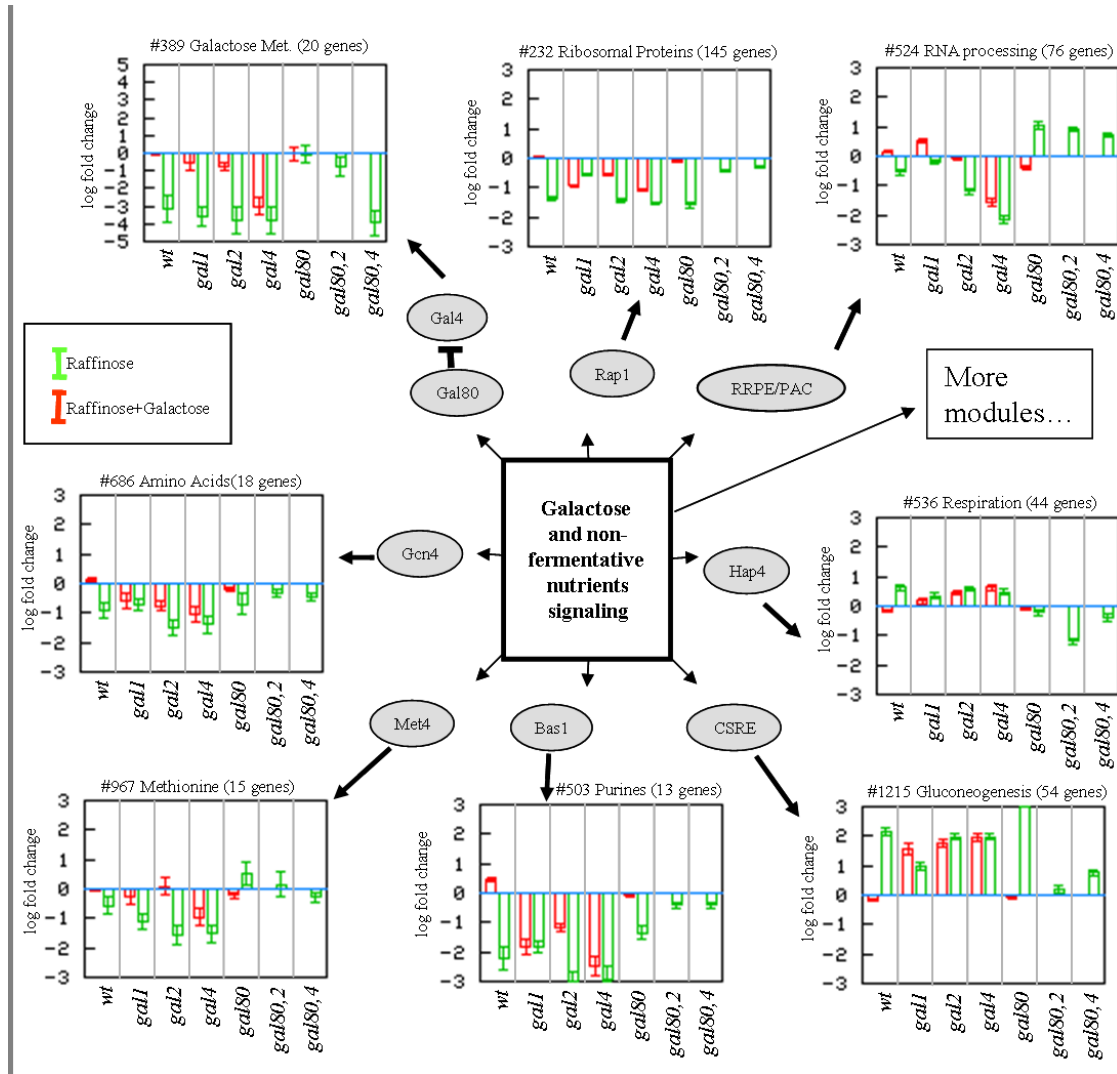 #389 Galactose Met. (20 genes)
log fold change
5
4
3
2
1
0
-1
-2
-3
-4
-5
wt
gal1
gal2
gal4
gal80
gal80,2
gal80,4
#232 Ribosomal Proteins (145 genes)
log fold change
3
2
1
0
-1
-2
-3
wt
gal1
gal2
gal4
gal80
gal80,2
gal80,4
#524 RNA processing (76 genes)
log fold change
3
2
1
0
-1
-2
-3
wt
gal1
gal2
gal4
gal80
gal80,2
gal80,4
Raffinose
Raffinose+Galactose
Gal4
Gal80
Rap1
RRPE/PAC
More
modules…
#686 Amino Acids(18 genes)
log fold change
3
2
1
0
-1
-2
-3
wt
gal1
gal2
gal4
gal80
gal80,2
gal80,4
Gcn4
Galactose
and non-
fermentative
nutrients
signaling
Hap4
#536 Respiration (44 genes)
log fold change
3
2
1
0
-1
-2
-3
wt
gal1
gal2
gal4
gal80
gal80,2
gal80,4
Met4
Bas1
CSRE
#967 Methionine (15 genes)
log fold change
3
2
1
0
-1
-2
-3
wt
gal1
gal2
gal4
gal80
gal80,2
gal80,4
#503 Purines (13 genes)
log fold change
3
2
1
0
-1
-2
-3
wt
gal1
gal2
gal4
gal80
gal80,2
gal80,4
#1215 Gluconeogenesis (54 genes)
log fold change
3
2
1
0
-1
-2
-3
wt
gal1
gal2
gal4
gal80
gal80,2
gal80,4